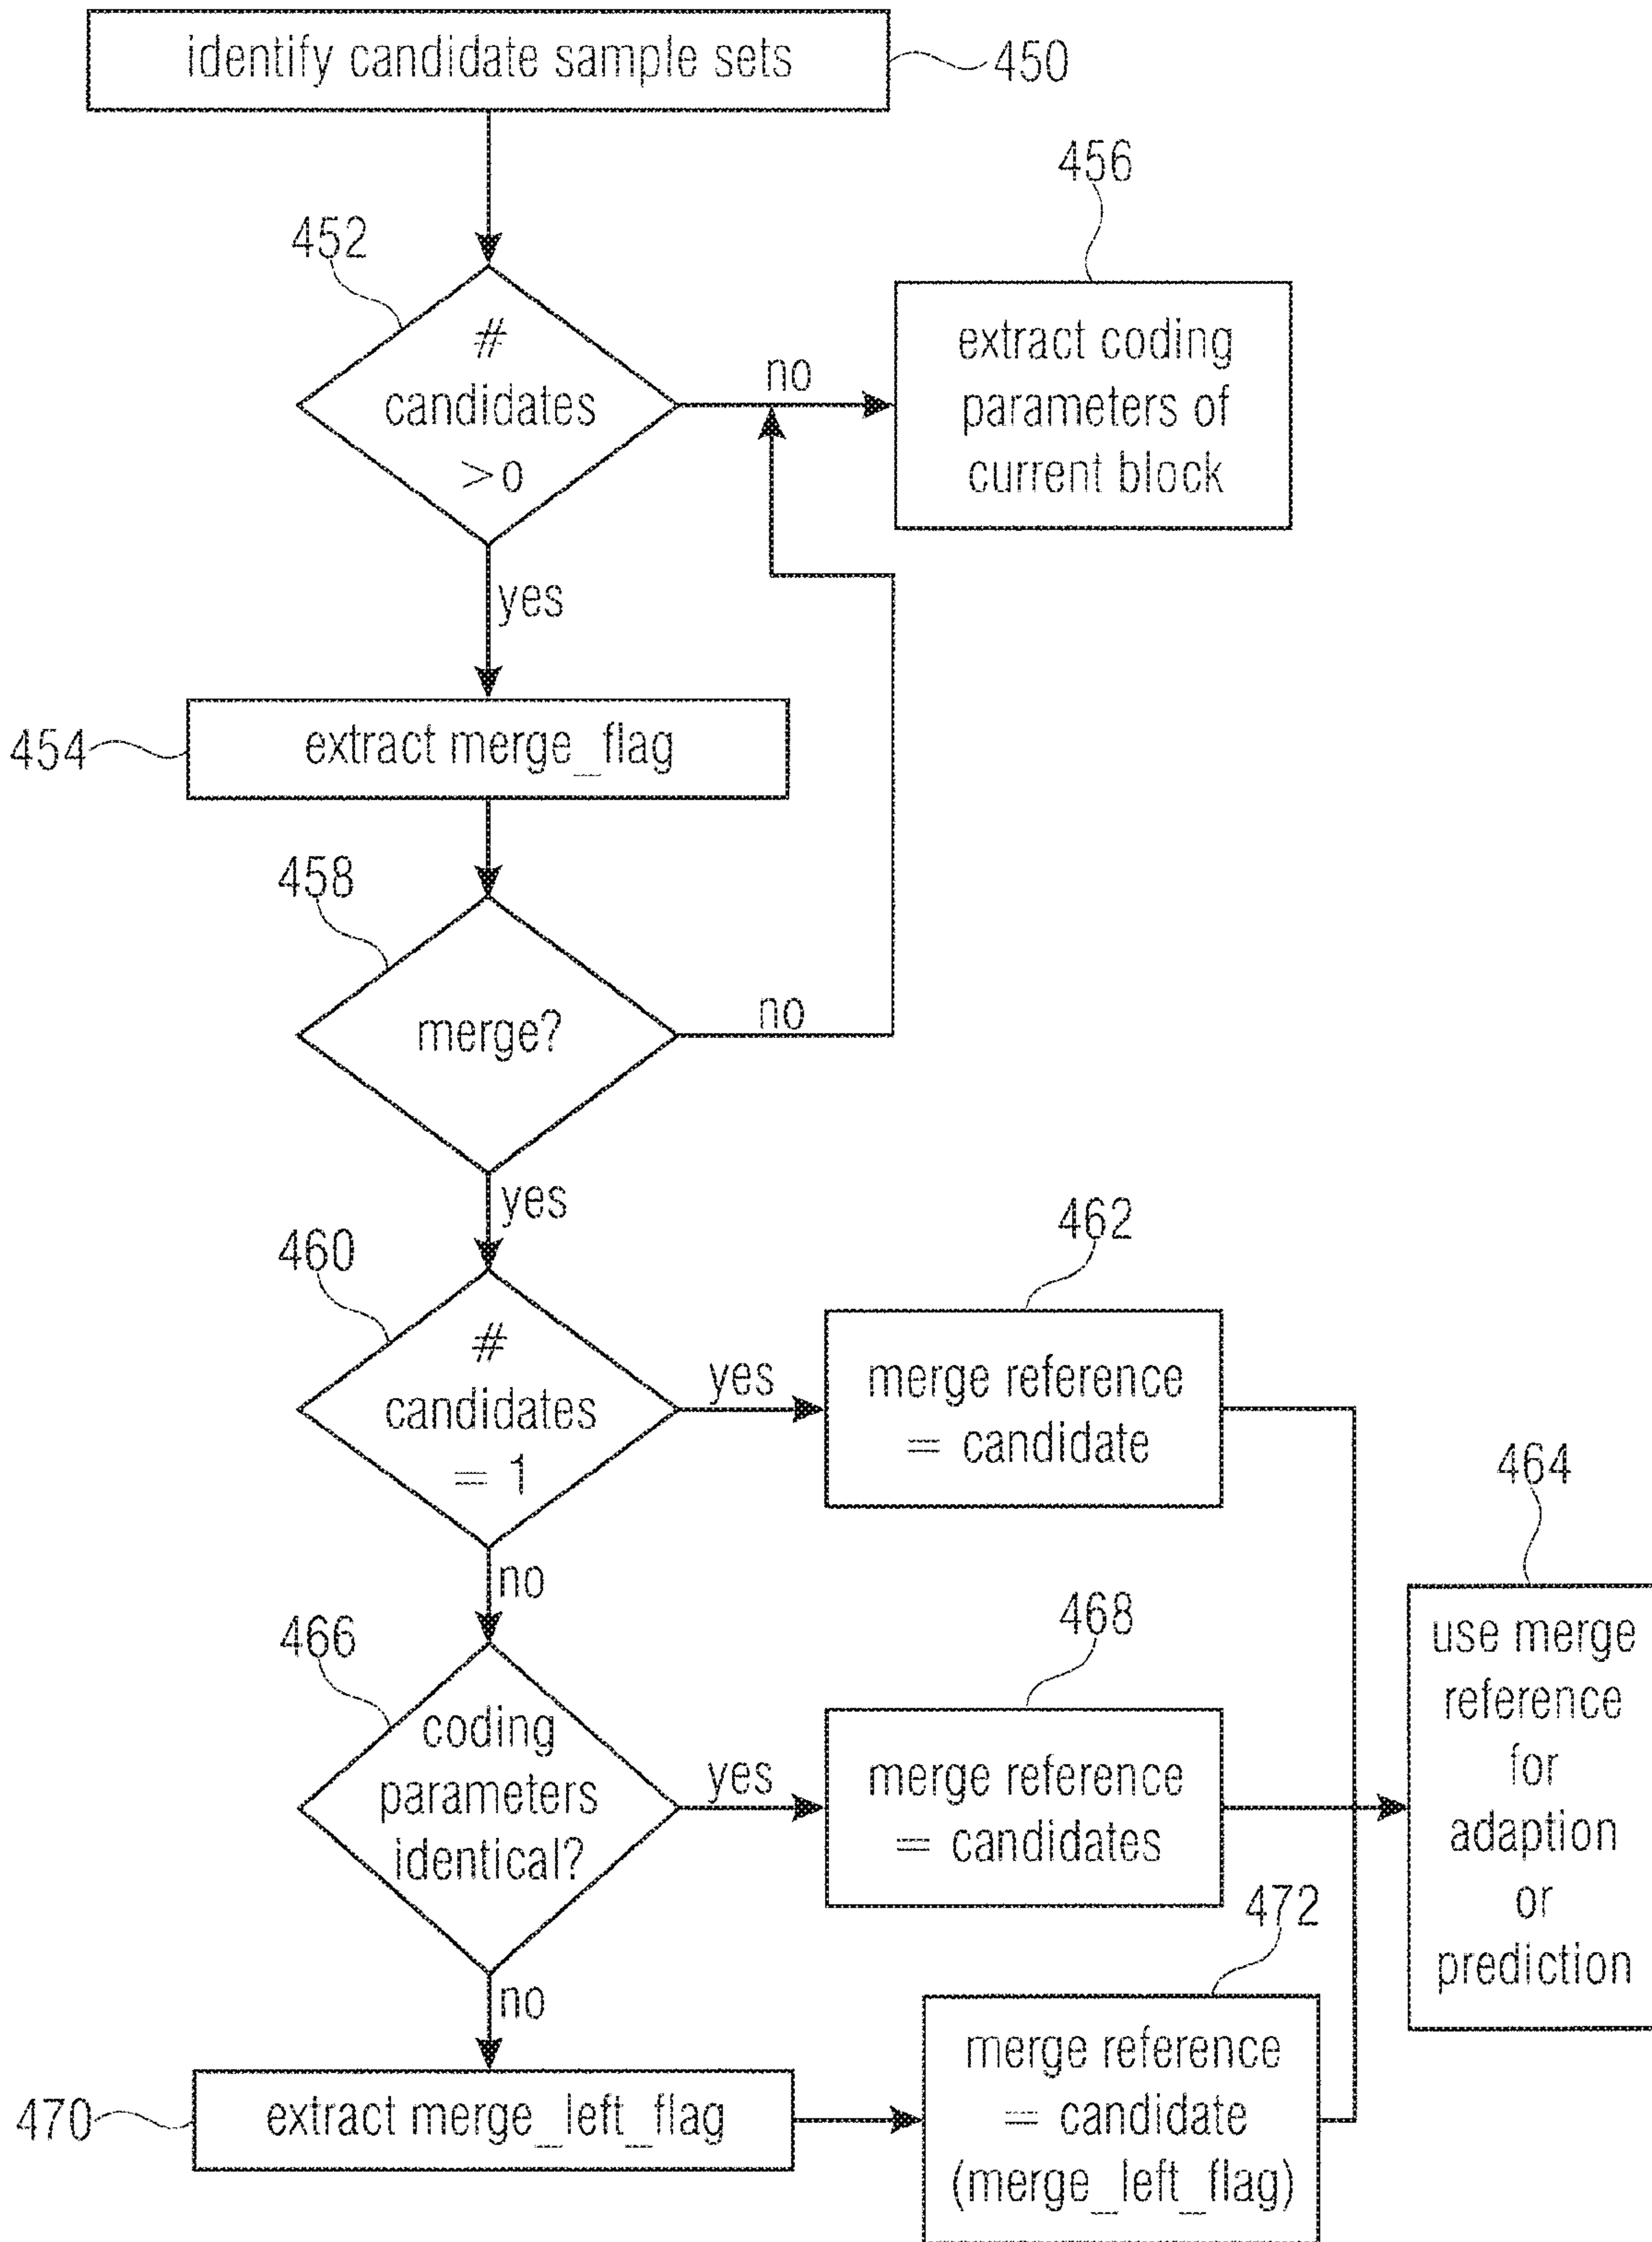 identify candidate sample sets
450
456
452
#
candidates
>0
no
extract coding
parameters of
current block
yes
454
extract merge_flag
458
merge?
no
yes
460
#
candidates
= 1
yes
462
merge reference
= candidate
464
use merge
reference
for
adaption
or
prediction
no
466
coding
parameters
identical?
yes
468
merge reference
= candidates
no
470
extract merge_left_flag
472
merge reference
= candidate
(merge_left_flag)